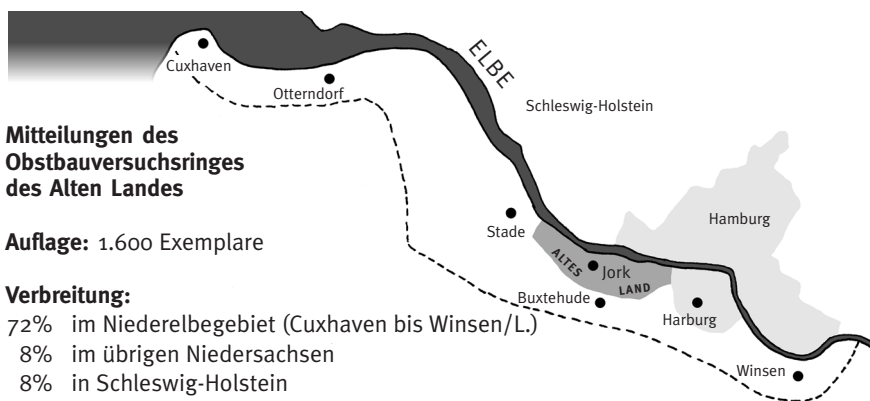 ELBE
Cuxhaven
Otterndorf
Schleswig-Holstein
Mitteilungen des
Obstbauversuchsringes
des Alten Landes
Hamburg
Stade
Auflage: 1.600 Exemplare
ALTES
LAND
Jork
Verbreitung:
Buxtehude
Harburg
72% im Niederelbegebiet (Cuxhaven bis Winsen/L.)
8% im übrigen Niedersachsen
8% in Schleswig-Holstein
Winsen